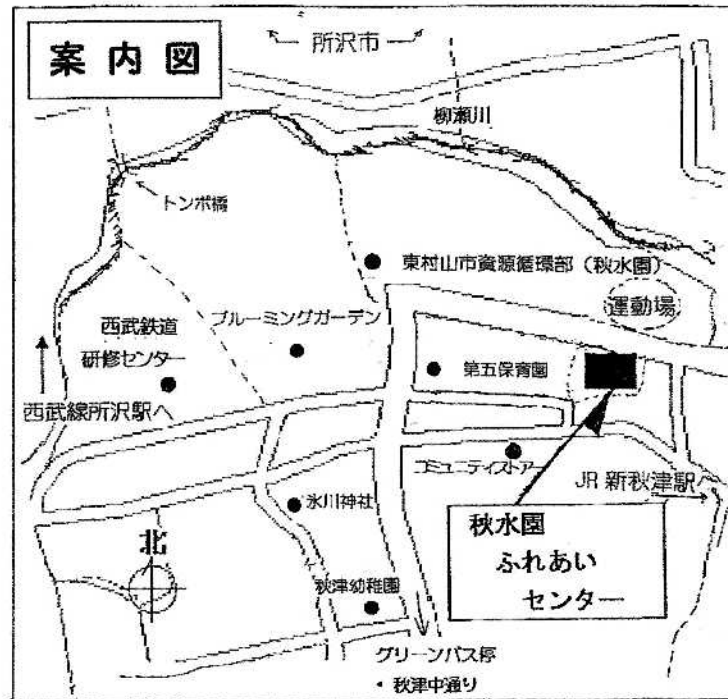 案内図
所沢市
柳瀬川
トンボ橋
東村山市資源循環部（秋水園）
運動場
西武鉄道
研修センター
ブルーミングガーデン
第五保育園
西武線所沢駅へ
コミュニティストアー
JR 新秋津駅へ
氷川神社
秋水園
ふれあい
センター
北
秋津幼稚園
グリーンバス停
・秋津中通り